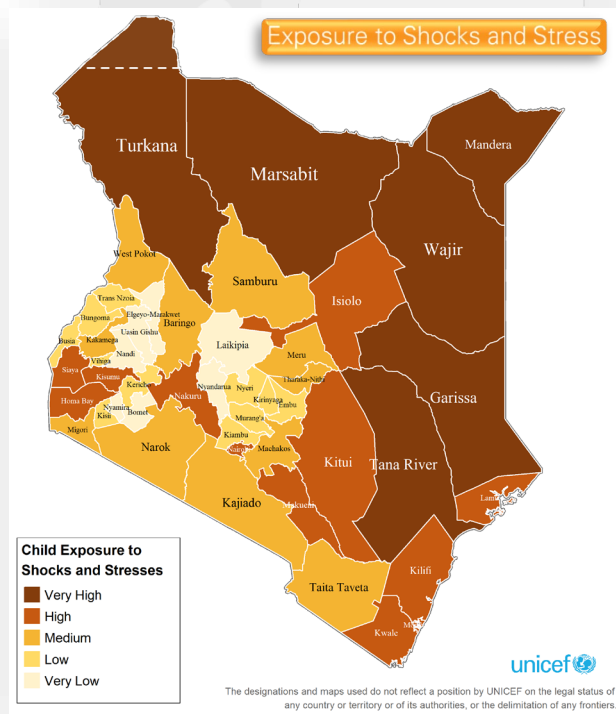 Exposure to Shocks and Stress
Turkana
Marsabit
Mandera
Wajir
West Pokot
Samburu
Isiolo
Trans Nzoia
Elgeyo-Marakwet
Bungoma
Baringo
Uasin Gishu
Busia
Kakamega
Laikipia
Nandi
Meru
Vihiga
Siaya
Kisumu
Tharaka-Nithi
Kericho
Nyandarua
Nyeri
Nakuru
Garissa
Homa Bay
Kirinyaga
Nyamira
Embu
Kisii
Bomet
Murang'a
Migori
Kiambu
Narok
Machakos
Kitui
Tana River
Kajiado
Makueni
Taita Taveta
Kilifi
Kwale
Child Exposure to
Shocks and Stresses
Very High
High
Medium
Low
Very Low
unicef
The designations and maps used do not reflect a position by UNICEF on the legal status of
any country or territory or of its authorities, or the delimitation of any frontiers